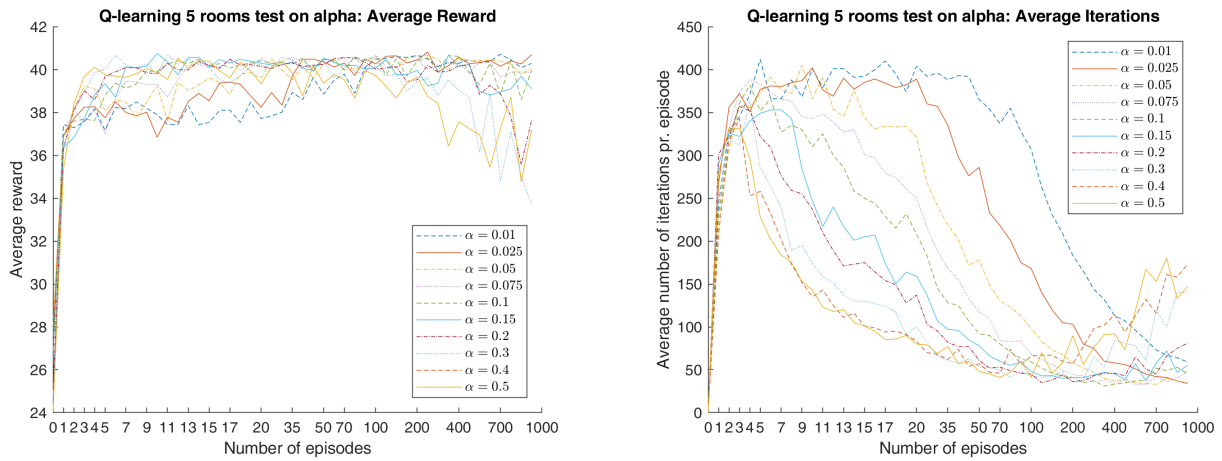 Q-learning 5 rooms test on alpha: Average Reward
42
40
38
36
34
32
30
28
26
24
Average reward
α = 0.01
α = 0.025
α = 0.05
α = 0.075
α = 0.1
α = 0.15
α = 0.2
α = 0.3
α = 0.4
α = 0.5
0 1 2 3 4 5 7 9 11 13 15 17 20 35 50 70 100 200 400 700 1000
Number of episodes
Q-learning 5 rooms test on alpha: Average Iterations
450
400
350
300
250
200
150
100
50
0
Average number of iterations pr. episode
α = 0.01
α = 0.025
α = 0.05
α = 0.075
α = 0.1
α = 0.15
α = 0.2
α = 0.3
α = 0.4
α = 0.5
0 1 2 3 4 5 7 9 11 13 15 17 20 35 50 70 100 200 400 700 1000
Number of episodes